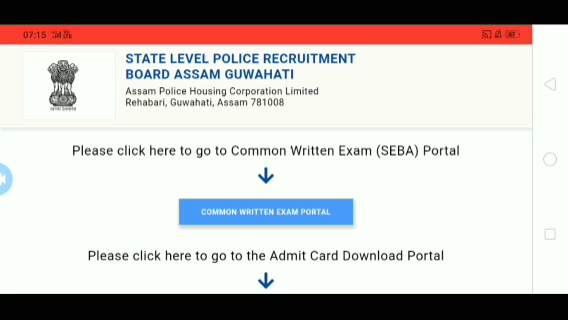 07:15
STATE LEVEL POLICE RECRUITMENT
BOARD ASSAM GUWAHATI
Assam Police Housing Corporation Limited
Rehabari, Guwahati, Assam 781008
Please click here to go to Common Written Exam (SEBA) Portal
COMMON WRITTEN EXAM PORTAL
Please click here to go to the Admit Card Download Portal